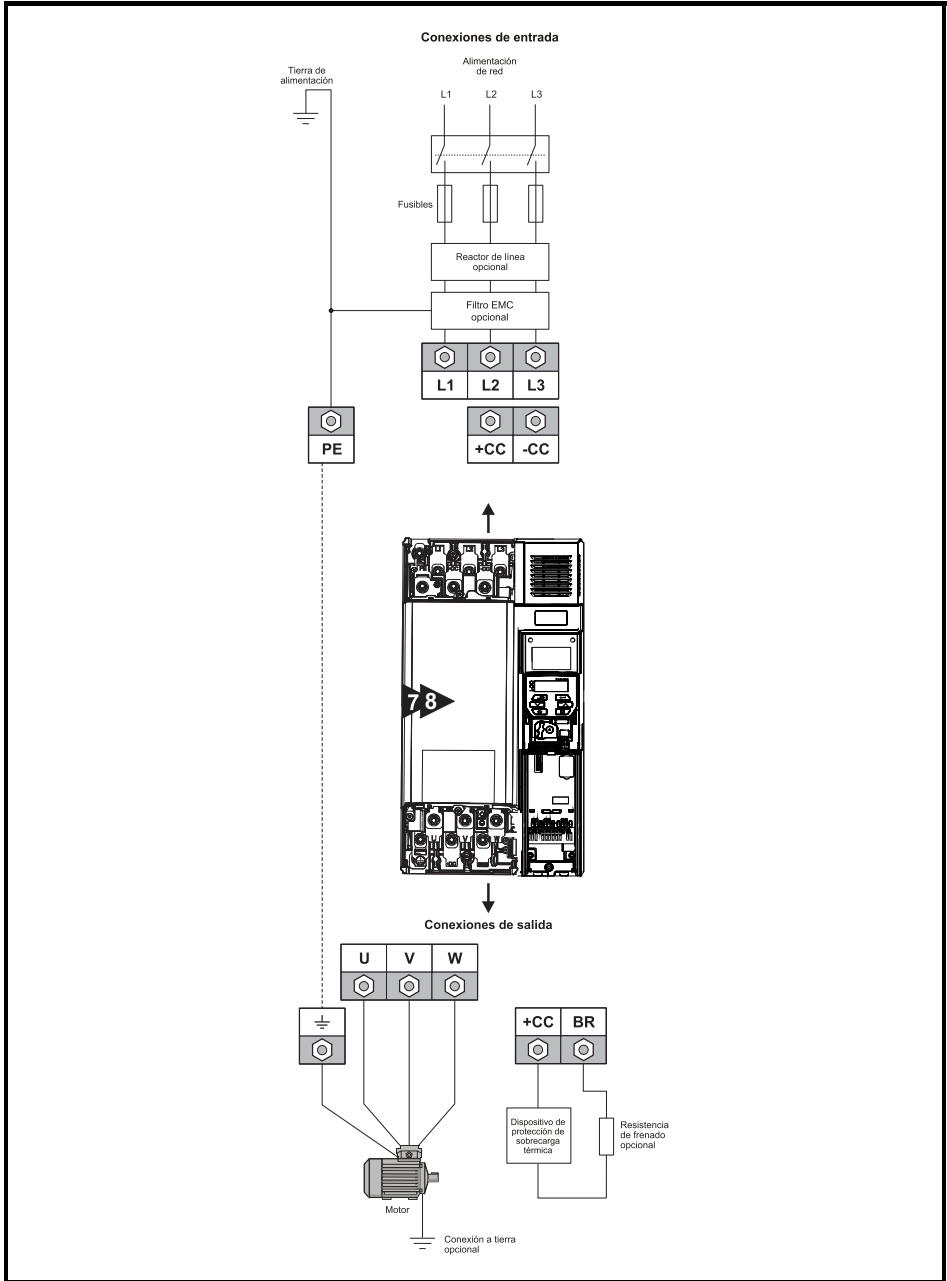 Conexiones de entrada
Alimentación
de red
Tierra de
alimentación
L1 L2 L3
Fusibles
Reactor de línea
opcional
Filtro EMC
opcional
L1 L2 L3
PE
+CC -CC
7 8
Conexiones de salida
U V W
+CC BR
Dispositivo de
protección de
sobrecarga
térmica
Resistencia
de frenado
opcional
Motor
Conexión a tierra
opcional